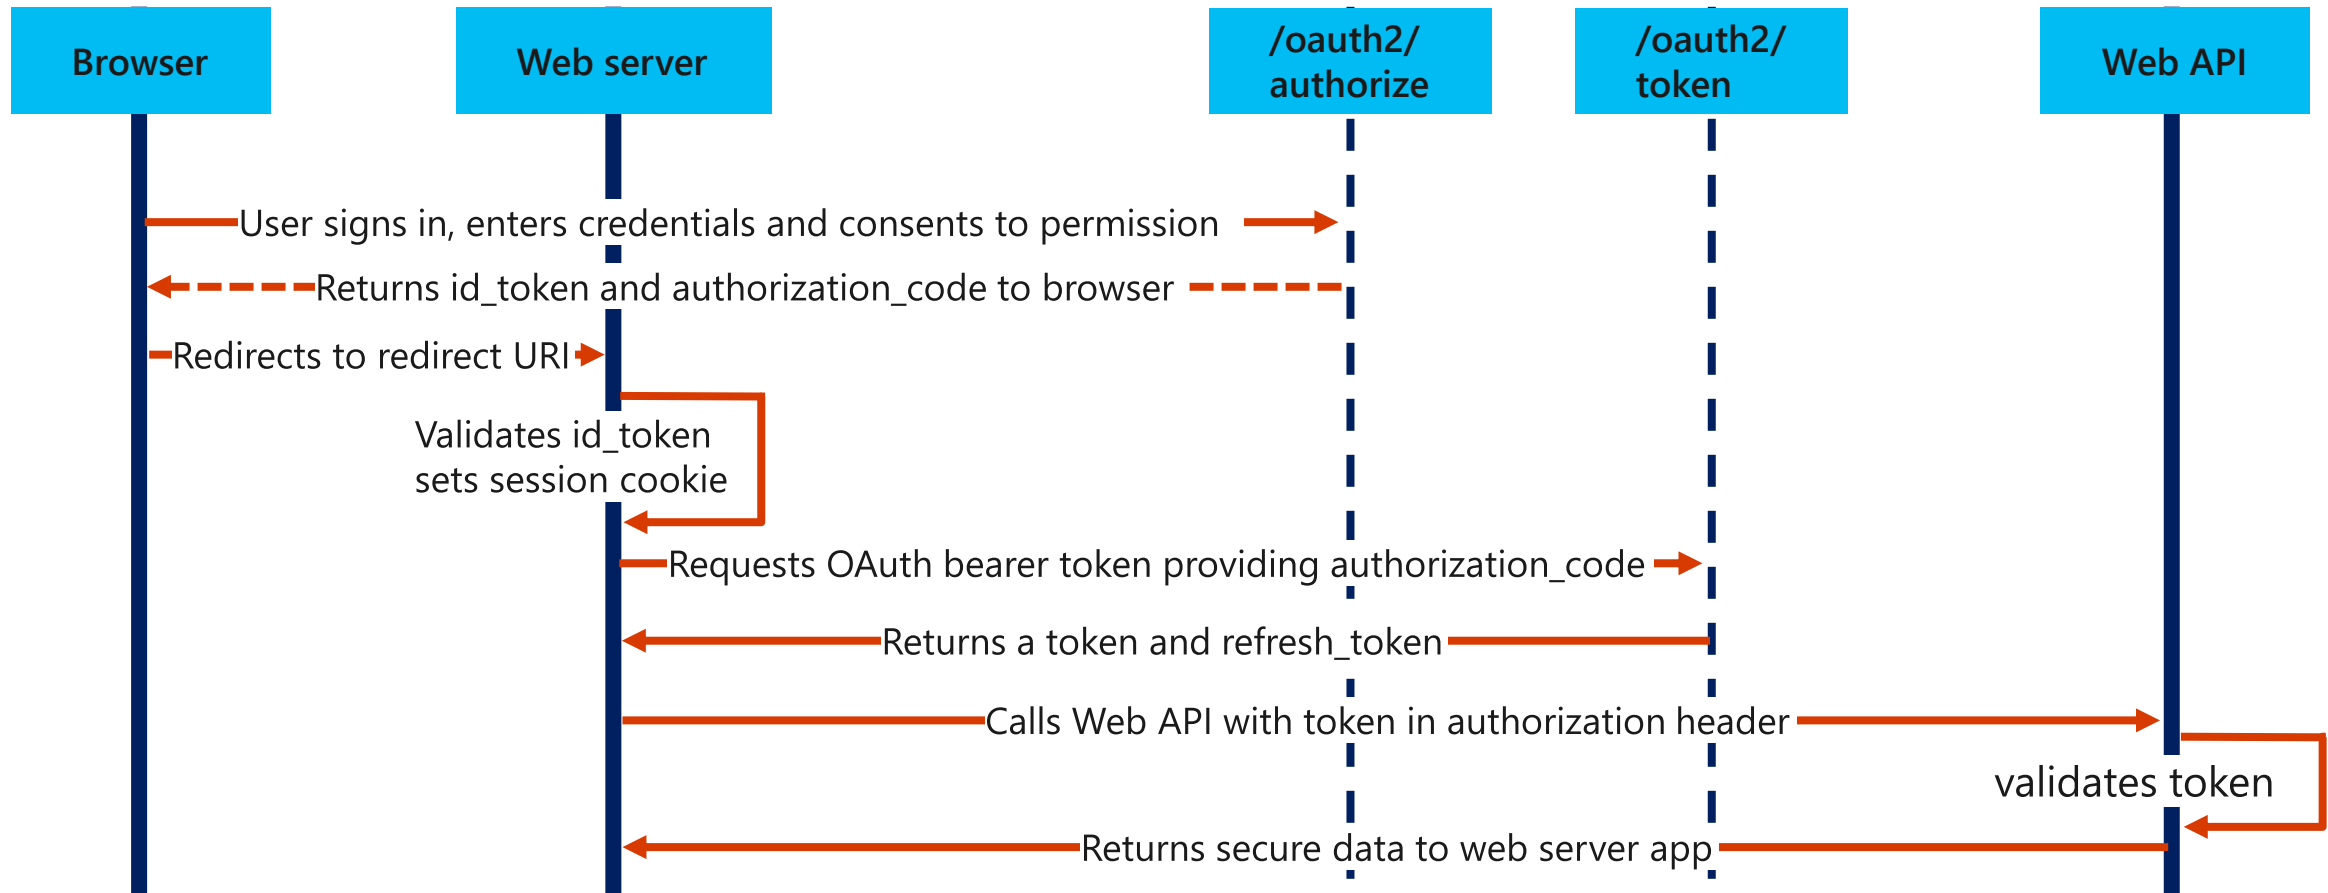 Browser
Web server
/oauth2/
authorize
/oauth2/
token
Web API
User signs in, enters credentials and consents to permission
Returns id_token and authorization_code to browser
Redirects to redirect URI
Validates id_token
sets session cookie
Requests OAuth bearer token providing authorization_code
Returns a token and refresh_token
Calls Web API with token in authorization header
validates token
Returns secure data to web server app